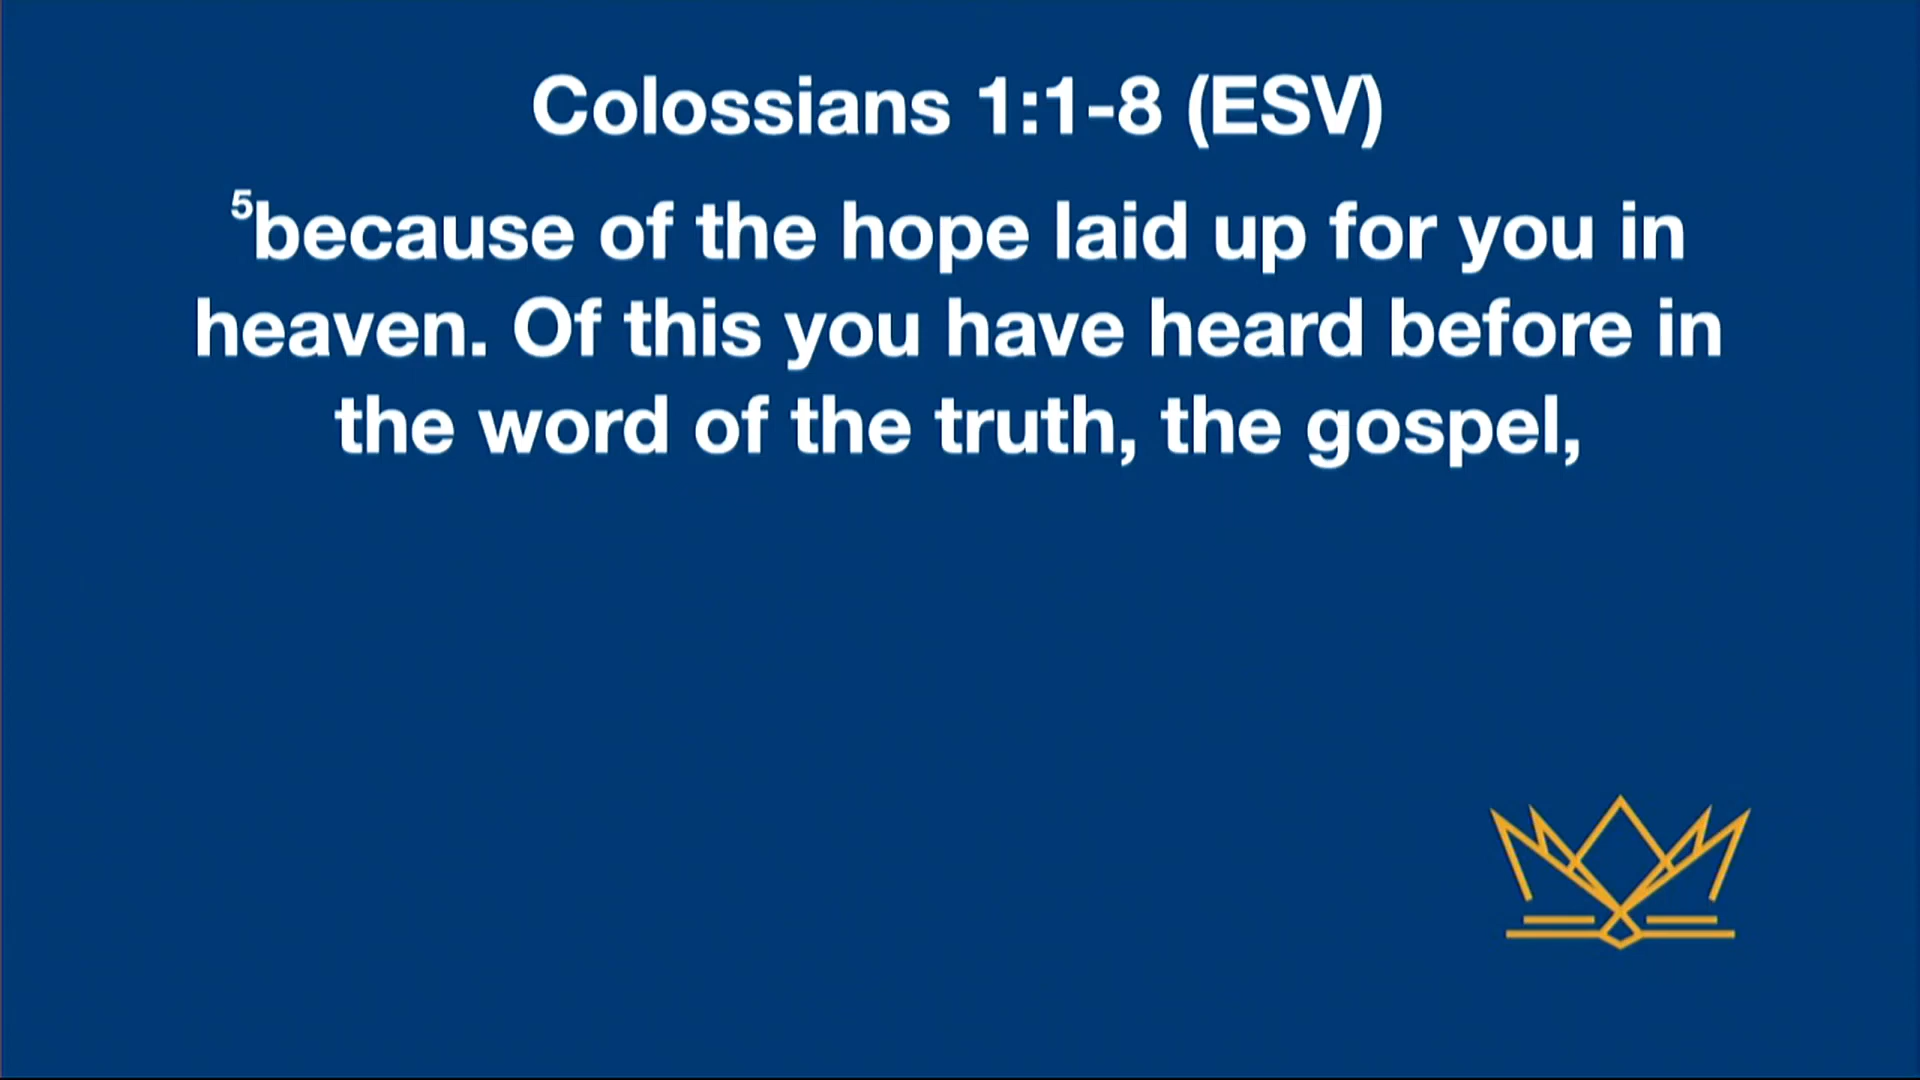 Colossians 1:1-8 (ESV)
⁵because of the hope laid up for you in
heaven. Of this you have heard before in
the word of the truth, the gospel,